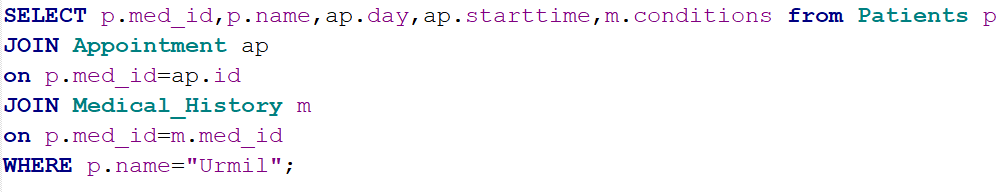 SELECT p.med_id,p.name,ap.day,ap.starttime,m.conditions from Patients p
JOIN Appointment ap
on p.med_id=ap.id
JOIN Medical_History m
on p.med_id=m.med_id
WHERE p.name="Urmil";